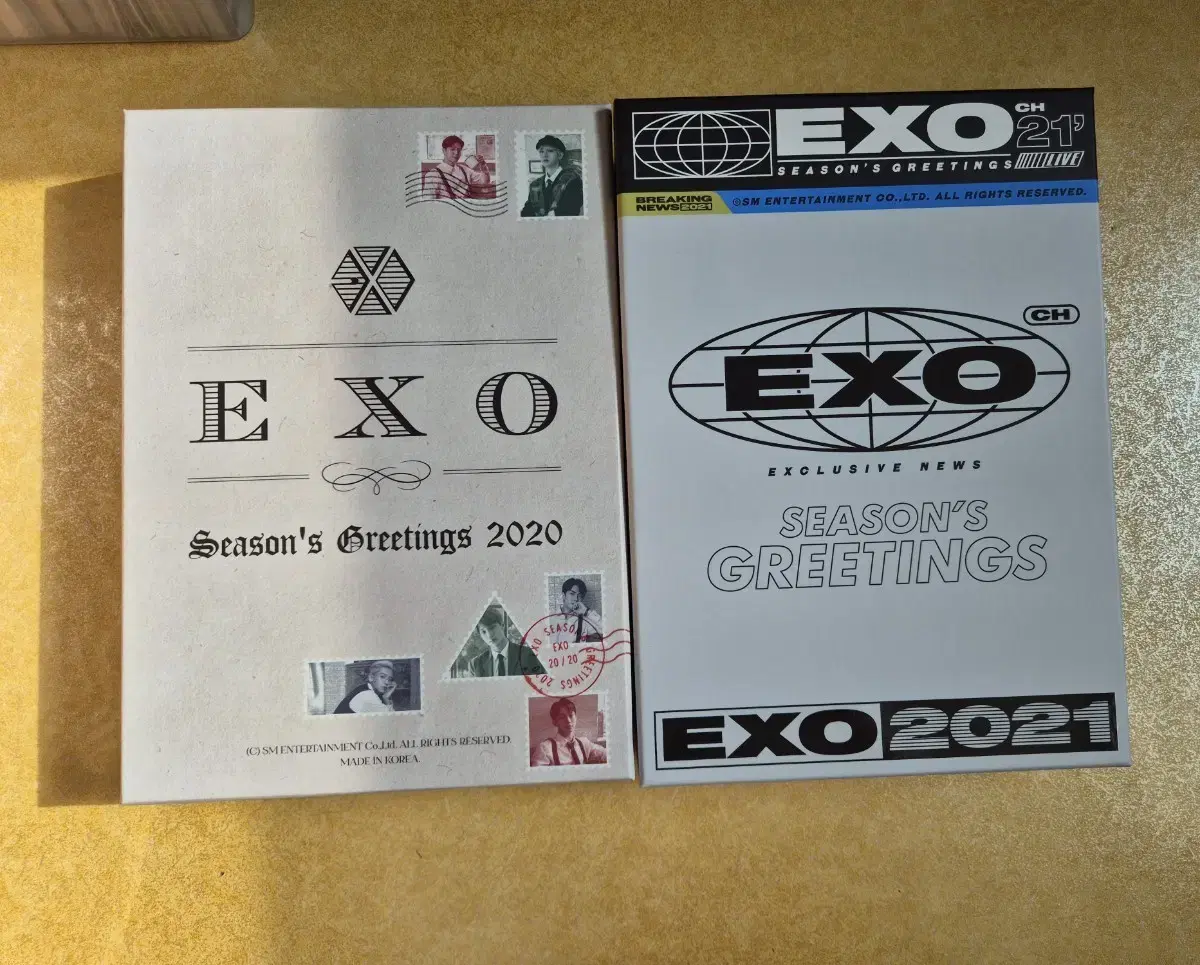 EXO
Season's Greetings 2020
EXO SEASON'S GREETINGS 20
EXO
20/20
(C) SM ENTERTAINMENT Co.,Ltd. ALL RIGHTS RESERVED.
MADE IN KOREA.
EXO CH 21'
SEASON'S GREETINGS LIVE
BREAKING NEWS 2021
©SM ENTERTAINMENT CO.,LTD. ALL RIGHTS RESERVED.
CH
EXO
EXCLUSIVE NEWS
SEASON'S
GREETINGS
EXO 2021